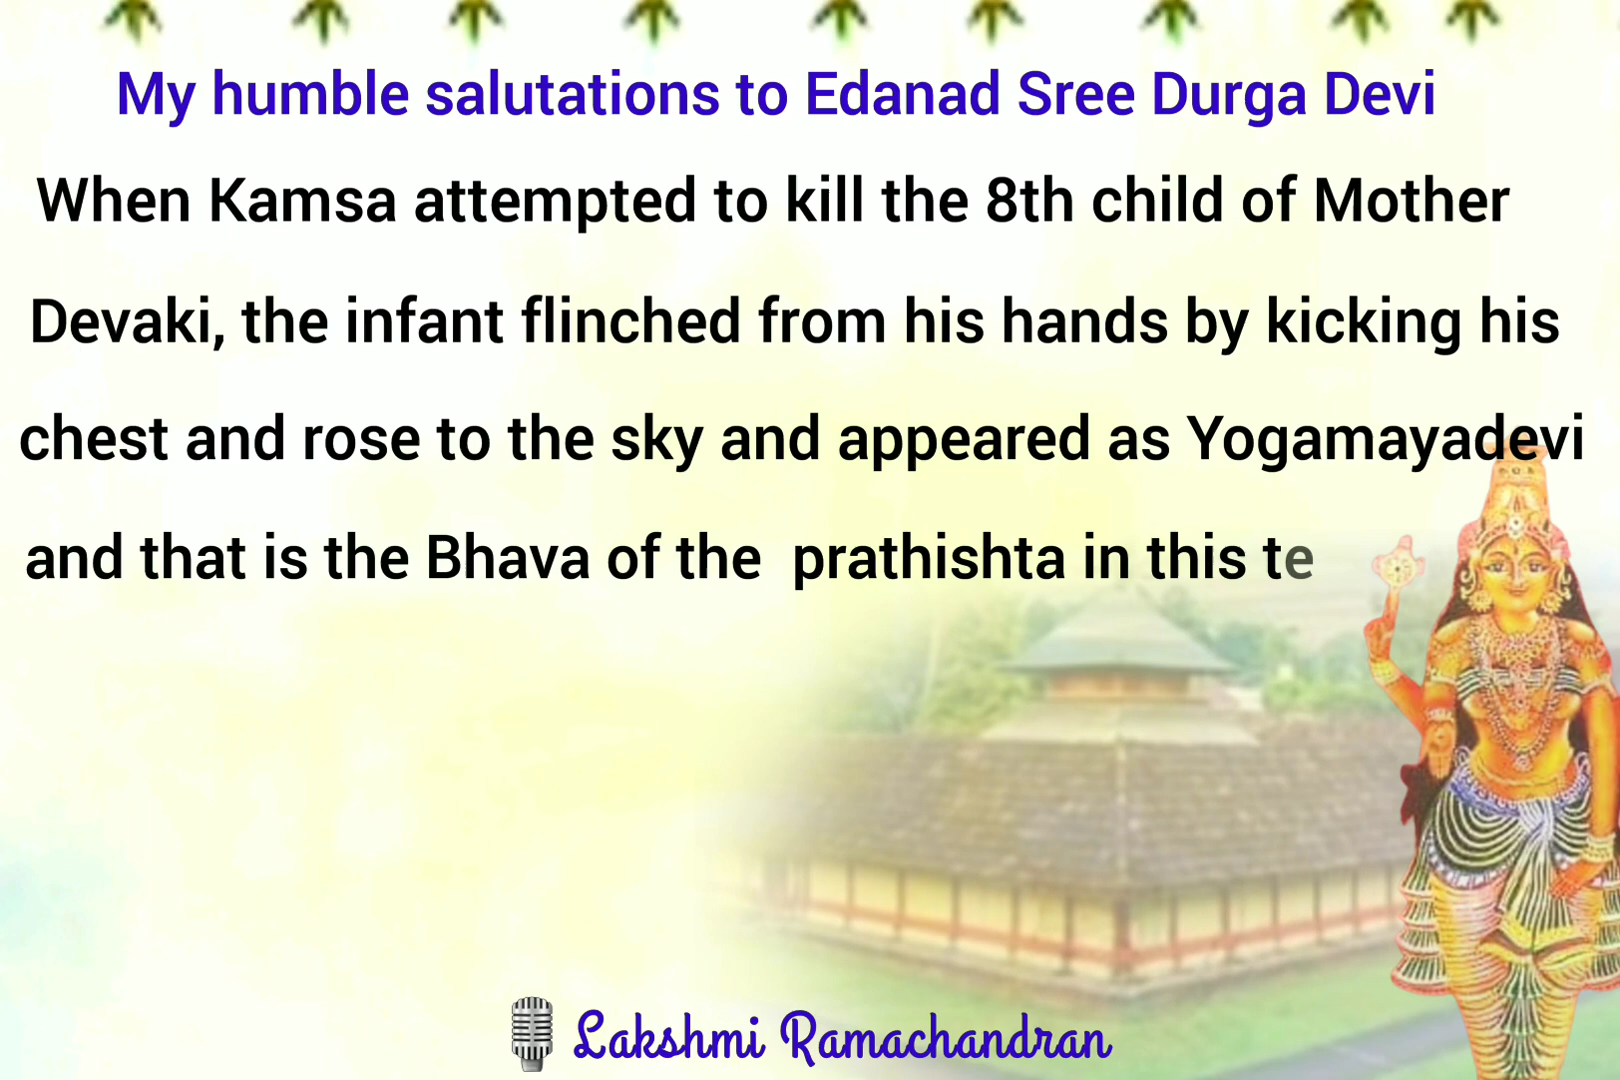 My humble salutations to Edanad Sree Durga Devi
When Kamsa attempted to kill the 8th child of Mother
Devaki, the infant flinched from his hands by kicking his
chest and rose to the sky and appeared as Yogamayadevi
and that is the Bhava of the prathishta in this te
Lakshmi Ramachandran